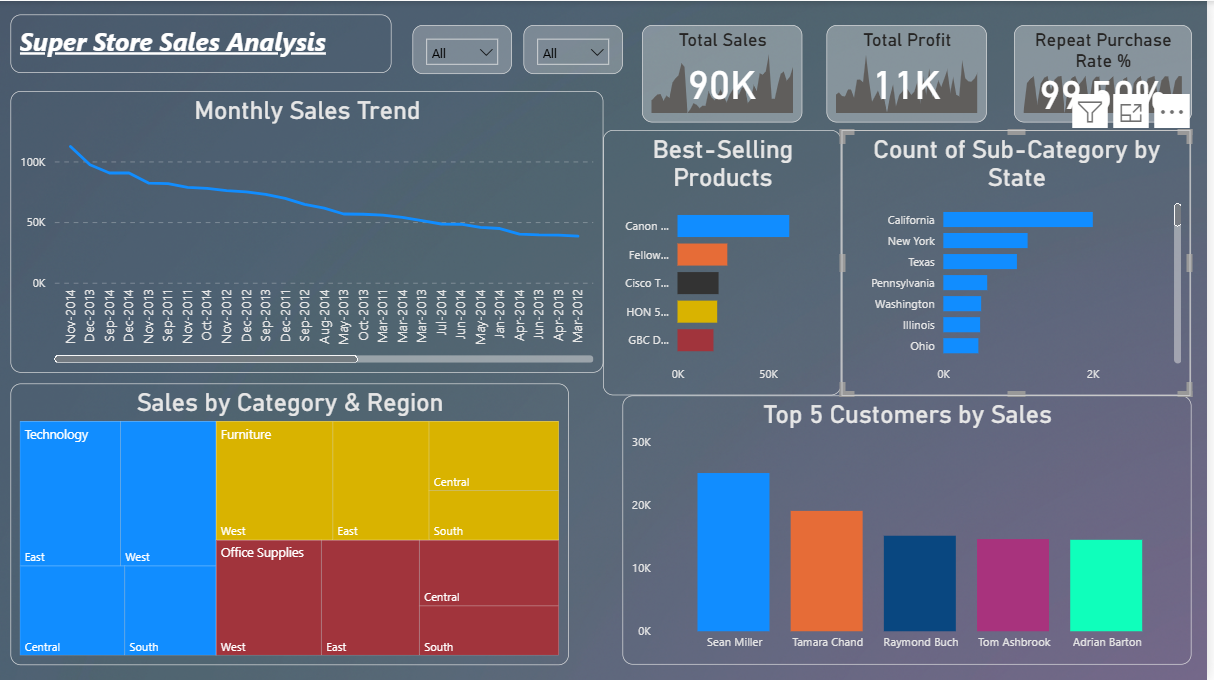 Super Store Sales Analysis
All
All
Total Sales
90K
Total Profit
11K
Repeat Purchase
Rate %
99.50%
Monthly Sales Trend
100K
50K
0K
Nov-2014
Dec-2013
Sep-2014
Dec-2014
Nov-2013
Sep-2011
Nov-2011
Oct-2014
Nov-2012
Dec-2012
Sep-2013
Dec-2011
Sep-2012
Aug-2014
May-2013
Oct-2013
Mar-2011
Mar-2014
Mar-2013
Jul-2014
Jun-2014
May-2014
Jan-2014
Apr-2014
Jun-2013
Apr-2013
Mar-2012
Best-Selling
Products
Canon ...
Fellow...
Cisco T...
HON 5...
GBC D...
0K
50K
Count of Sub-Category by
State
California
New York
Texas
Pennsylvania
Washington
Illinois
Ohio
0K
2K
Sales by Category & Region
Technology
East
West
Central
South
Furniture
West
East
Central
South
Office Supplies
West
East
Central
South
Top 5 Customers by Sales
30K
20K
10K
0K
Sean Miller
Tamara Chand
Raymond Buch
Tom Ashbrook
Adrian Barton